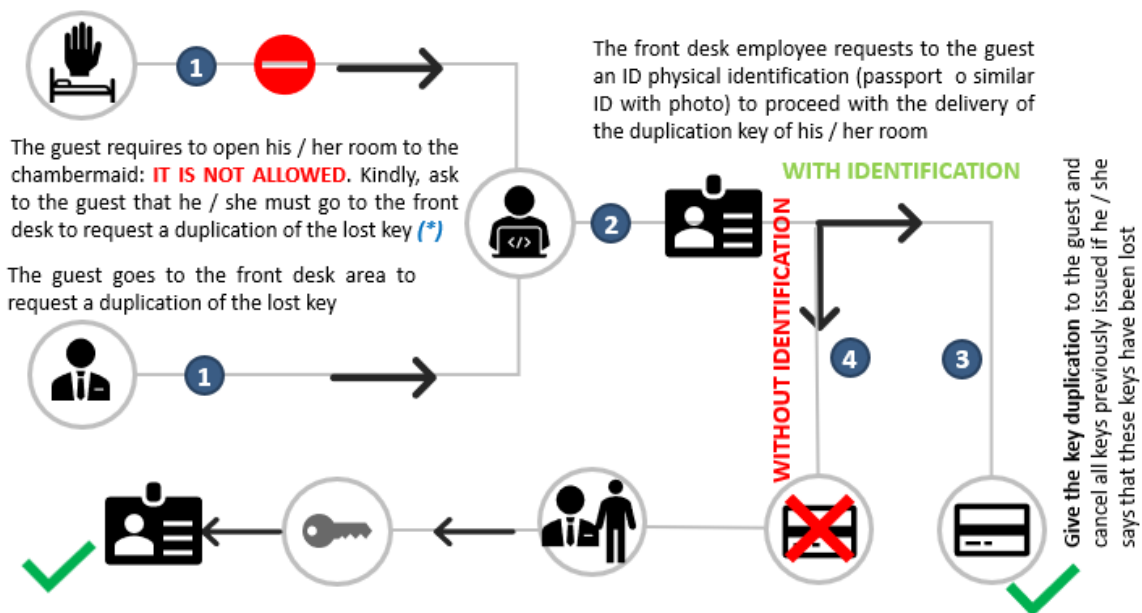 1
The guest requires to open his / her room to the
chambermaid: IT IS NOT ALLOWED. Kindly, ask
to the guest that he / she must go to the front
desk to request a duplication of the lost key (*)
The guest goes to the front desk area to
request a duplication of the lost key
1
The front desk employee requests to the guest
an ID physical identification (passport o similar
ID with photo) to proceed with the delivery of
the duplication key of his / her room
2
</>
WITH IDENTIFICATION
WITHOUT IDENTIFICATION
4
3
Give the key duplication to the guest and
cancel all keys previously issued if he / she
says that these keys have been lost